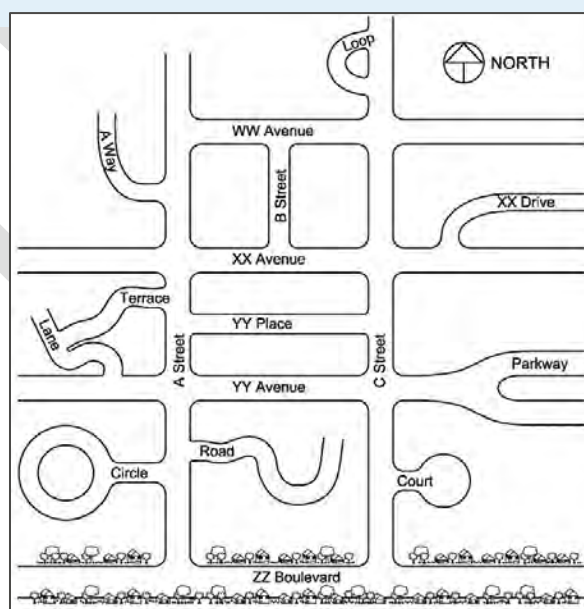 Loop
NORTH
WW Avenue
A Way
B Street
XX Drive
XX Avenue
Terrace
Lane
YY Place
A Street
C Street
Parkway
YY Avenue
Road
Circle
Court
ZZ Boulevard